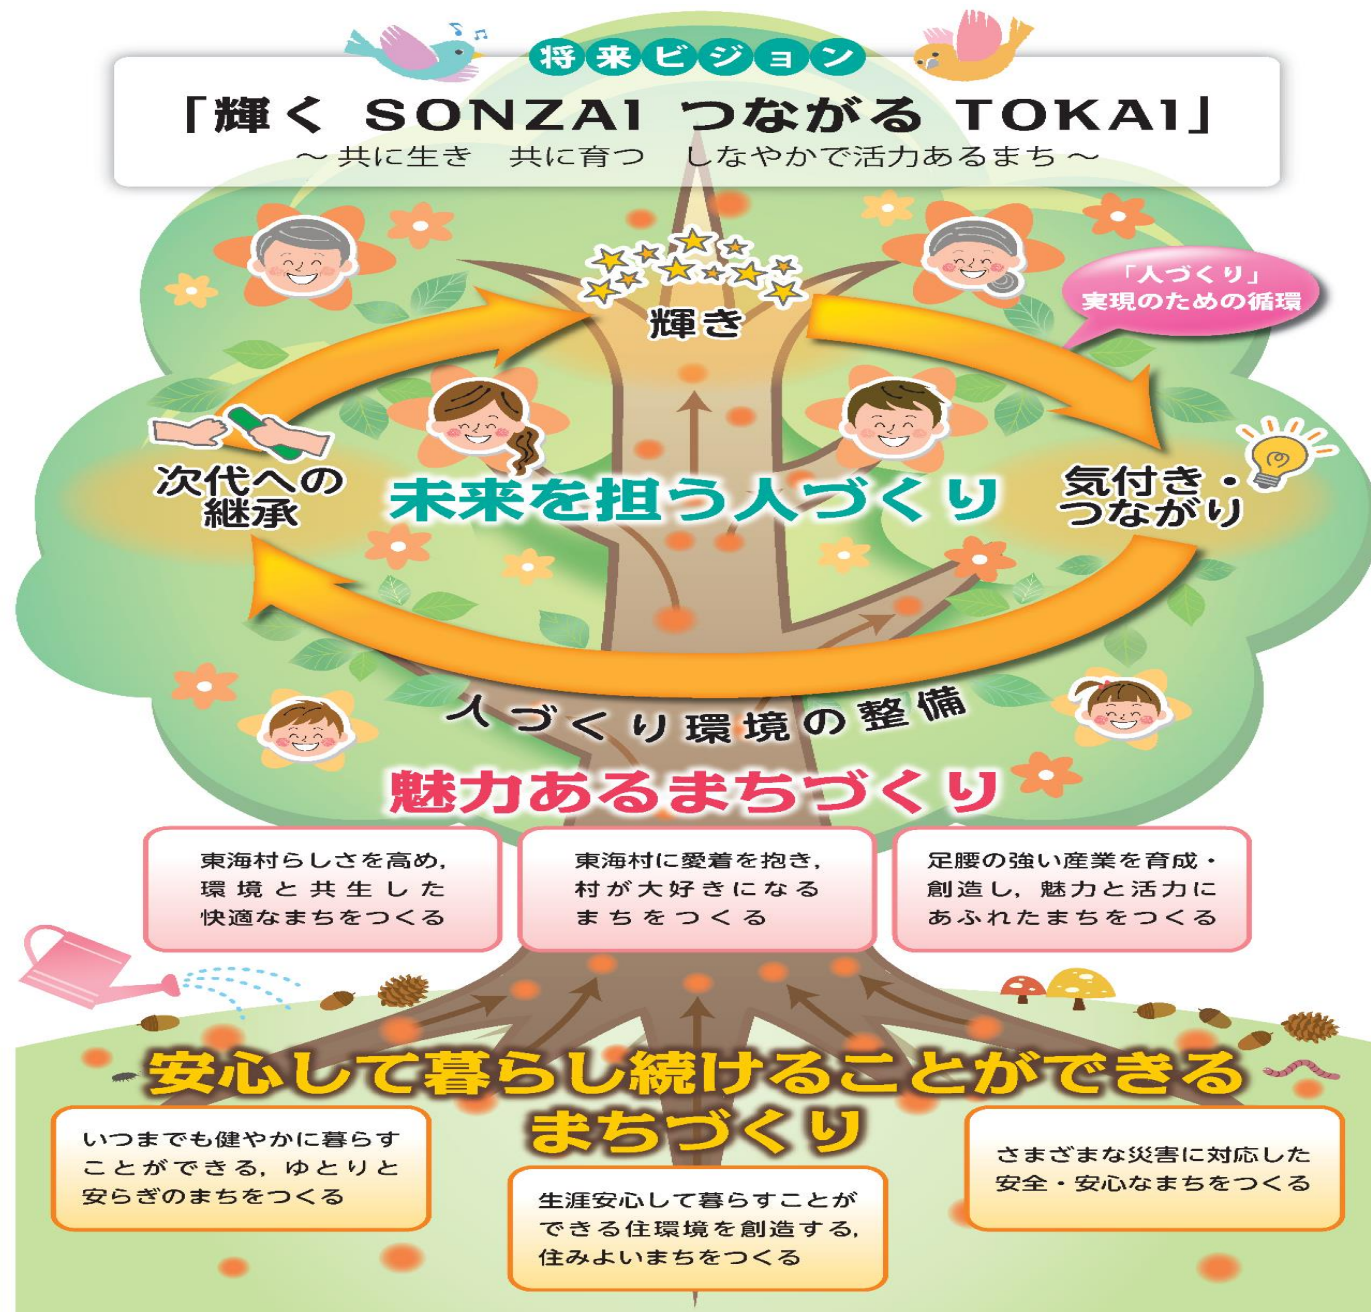 将来ビジョン
「輝く SONZAI つながる TOKAI」
～共に生き 共に育つ しなやかで活力あるまち～
「人づくり」
実現のための循環
輝き
次代への
継承
未来を担う人づくり
気付き・
つながり
人づくり環境の整備
魅力あるまちづくり
東海村らしさを高め,
環境と共生した
快適なまちをつくる
東海村に愛着を抱き,
村が大好きになる
まちをつくる
足腰の強い産業を育成・
創造し,魅力と活力に
あふれたまちをつくる
安心して暮らし続けることができる
まちづくり
いつまでも健やかに暮らす
ことができる,ゆとりと
安らぎのまちをつくる
生涯安心して暮らすことが
できる住環境を創造する,
住みよいまちをつくる
さまざまな災害に対応した
安全・安心なまちをつくる